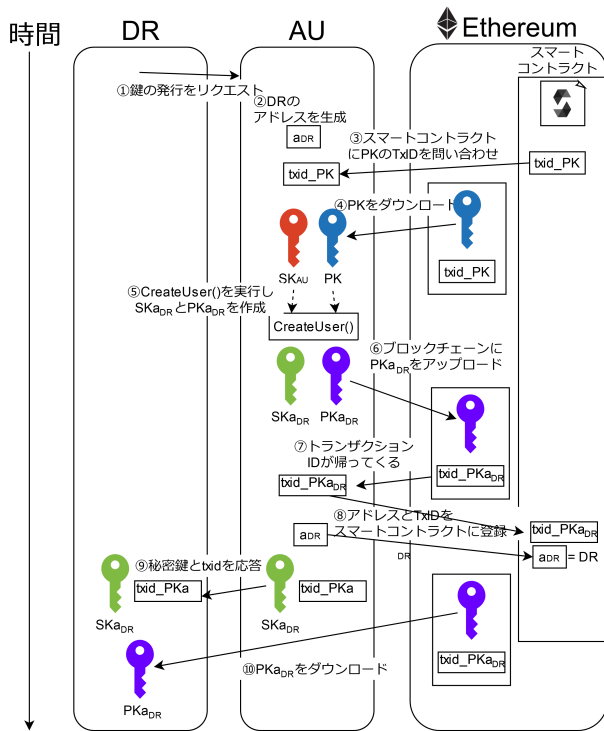 時間
DR
AU
Ethereum
スマート
コントラクト
①鍵の発行をリクエスト
②DRの
アドレスを生成
aDR
③スマートコントラクト
にPKのTxIDを問い合わせ
txid_PK
txid_PK
④PKをダウンロード
txid_PK
SKAU
PK
⑤CreateUser()を実行し
SKaDRとPKaDRを作成
CreateUser()
⑥ブロックチェーンに
PKaDRをアップロード
SKaDR
PKaDR
txid_PKaDR
⑦トランザクション
IDが帰ってくる
txid_PKaDR
⑧アドレスとTxIDを
スマートコントラクトに登録
txid_PKaDR
aDR
DR
aDR = DR
⑨秘密鍵とtxidを応答
txid_PKa
txid_PKa
SKaDR
SKaDR
txid_PKaDR
⑩PKaDRをダウンロード
PKaDR